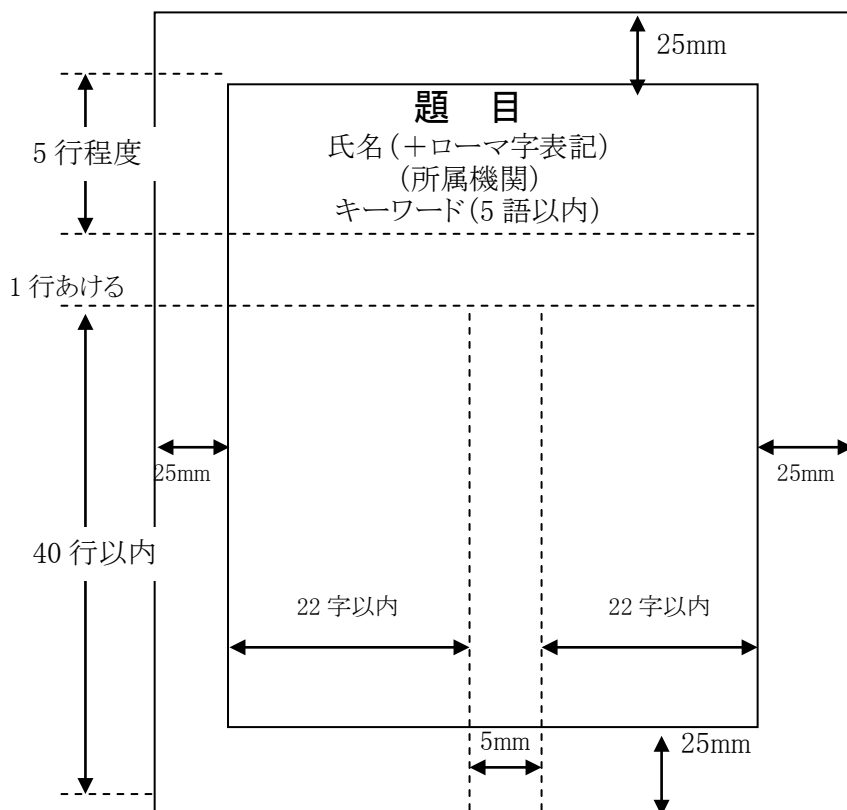 25mm
題 目
氏名(+ローマ字表記)
5 行程度
(所属機関)
キーワード(5 語以内)
1 行あける
25mm
25mm
40 行以内
22 字以内
22 字以内
5mm
25mm